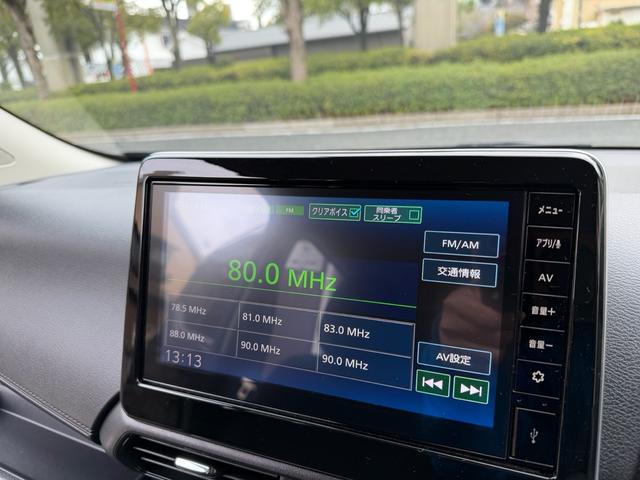 FM
クリアボイス
同乗者
スリープ
FM/AM
80.0 MHz
交通情報
78.5 MHz
81.0 MHz
83.0 MHz
88.0 MHz
90.0 MHz
90.0 MHz
AV設定
13:13
メニュー
アプリ/
AV
音量+
音量−